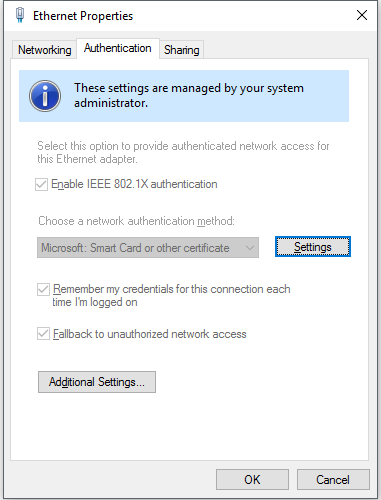 Ethernet Properties
Networking Authentication Sharing
These settings are managed by your system
administrator.
Select this option to provide authenticated network access for
this Ethernet adapter.
Enable IEEE 802.1X authentication
Choose a network authentication method:
Microsoft: Smart Card or other certificate
Settings
Remember my credentials for this connection each
time I'm logged on
Fallback to unauthorized network access
Additional Settings...
OK Cancel